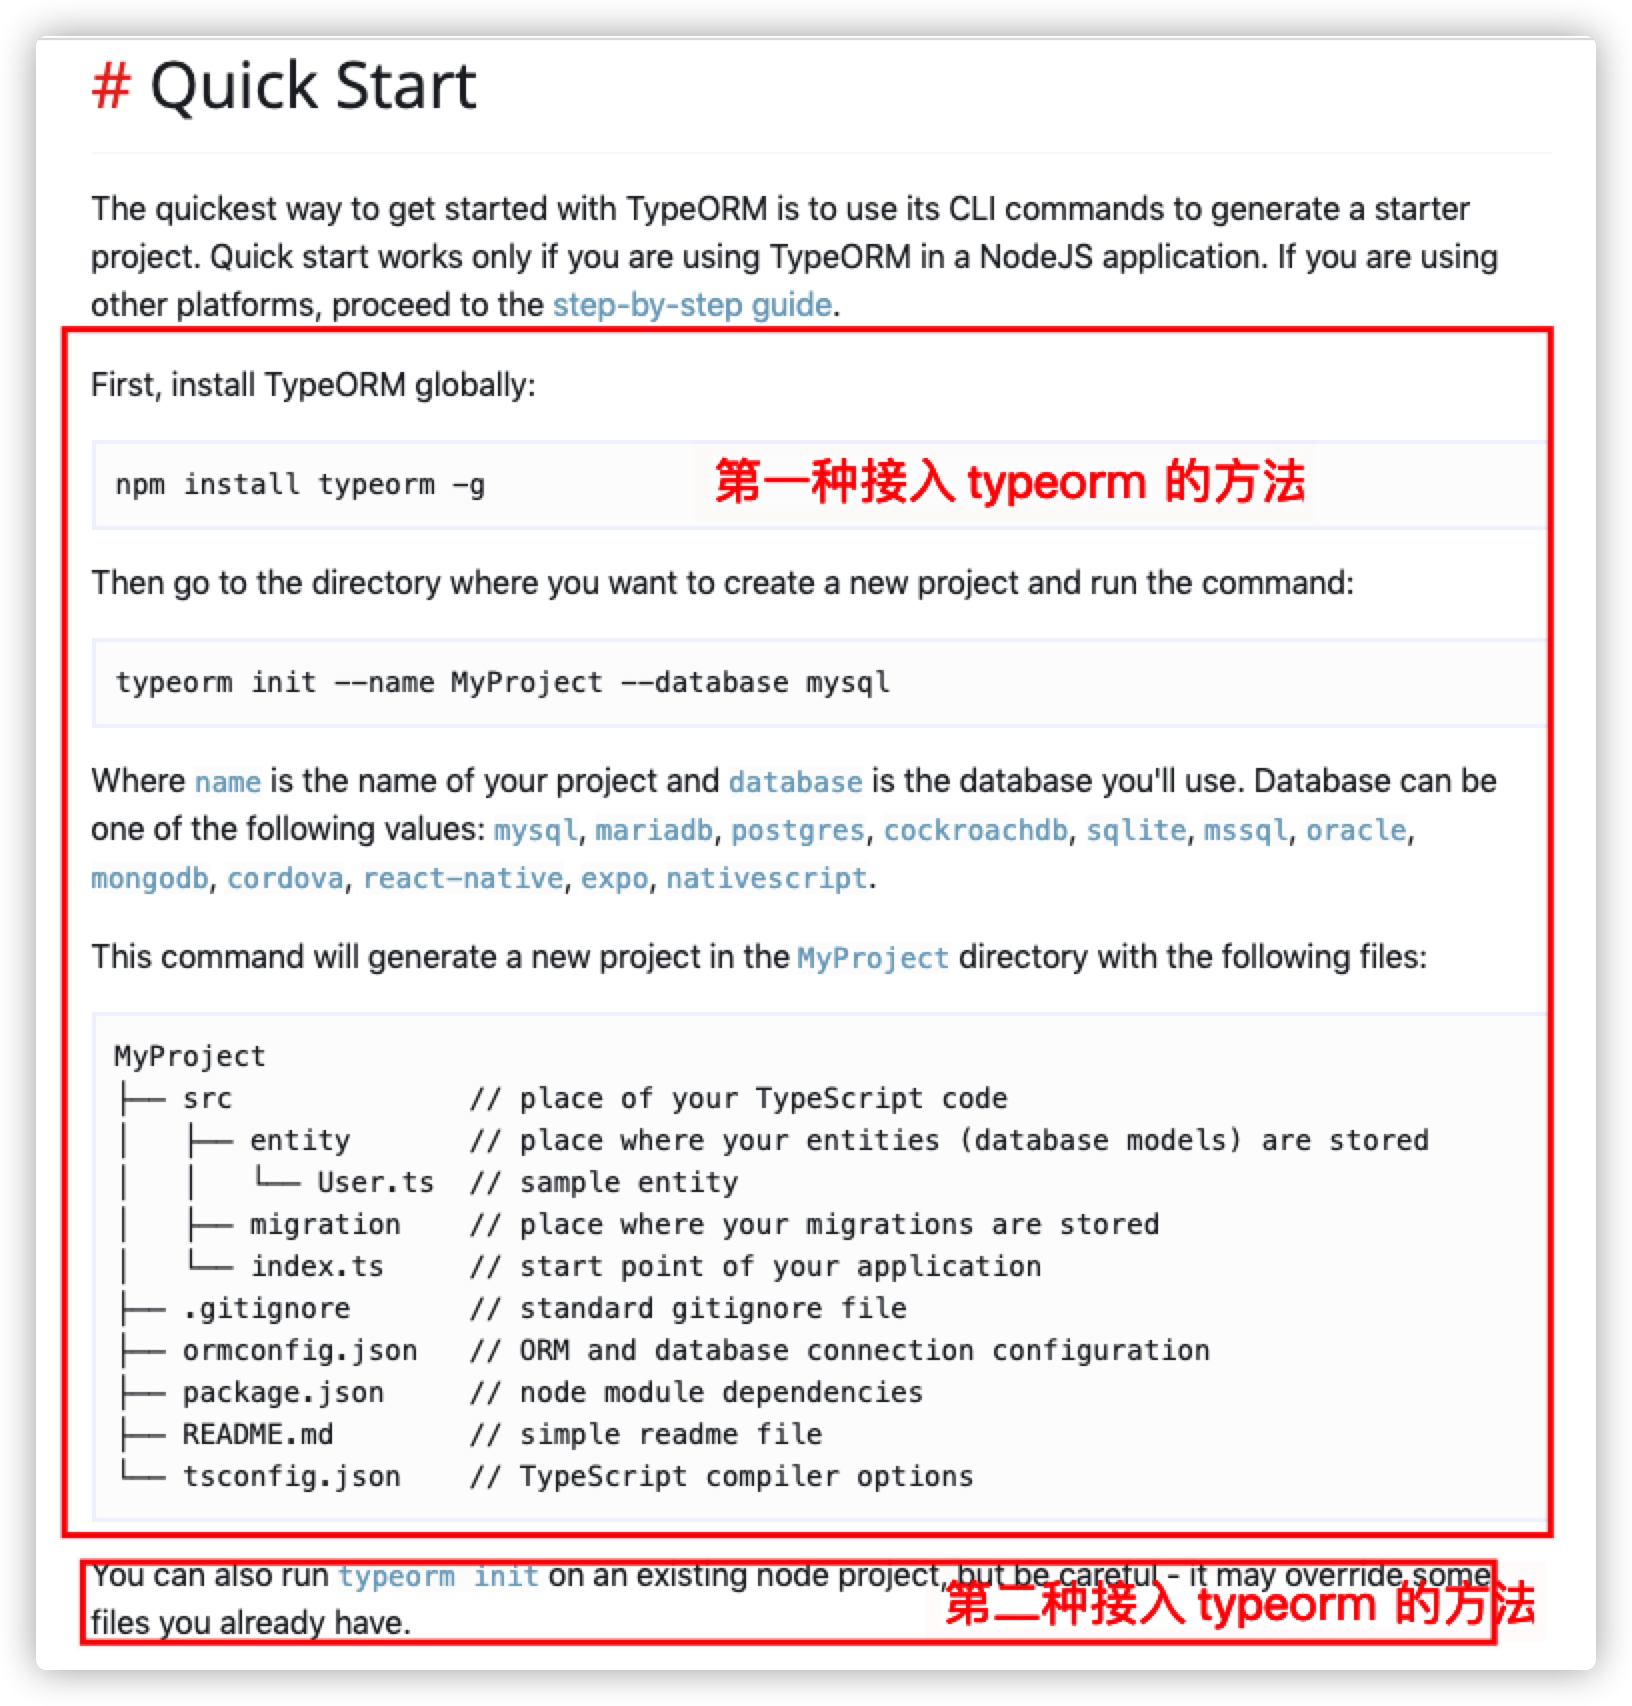 # Quick Start
The quickest way to get started with TypeORM is to use its CLI commands to generate a starter
project. Quick start works only if you are using TypeORM in a NodeJS application. If you are using
other platforms, proceed to the step-by-step guide.
First, install TypeORM globally:
npm install typeorm -g
第一种接入 typeorm 的方法
Then go to the directory where you want to create a new project and run the command:
typeorm init --name MyProject --database mysql
Where name is the name of your project and database is the database you'll use. Database can be
one of the following values: mysql, mariadb, postgres, cockroachdb, sqlite, mssql, oracle,
mongodb, cordova, react-native, expo, nativescript.
This command will generate a new project in the MyProject directory with the following files:
MyProject
├── src // place of your TypeScript code
│ ├── entity // place where your entities (database models) are stored
│ │ └── User.ts // sample entity
│ ├── migration // place where your migrations are stored
│ └── index.ts // start point of your application
├── .gitignore // standard gitignore file
├── ormconfig.json // ORM and database connection configuration
├── package.json // node module dependencies
├── README.md // simple readme file
└── tsconfig.json // TypeScript compiler options
You can also run typeorm init on an existing node project, but be careful - it may override some
files you already have.
第二种接入 typeorm 的方法